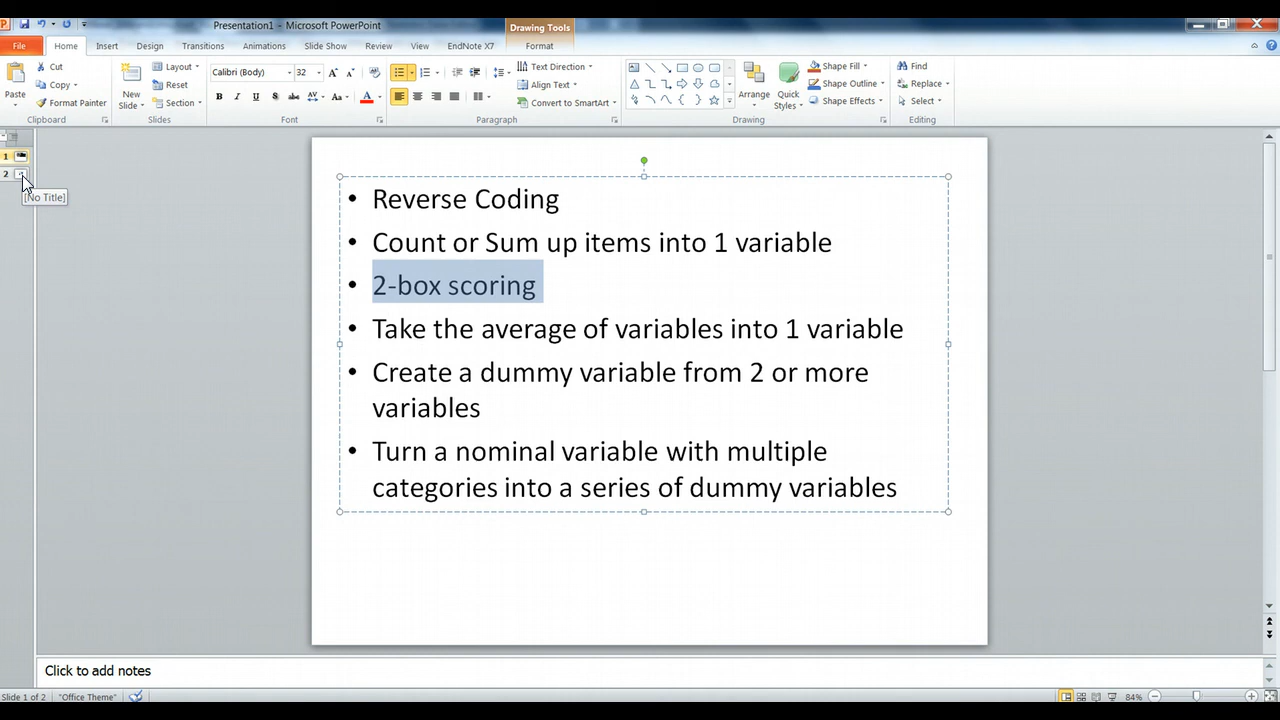 Presentation1 - Microsoft PowerPoint
Drawing Tools
File Home Insert Design Transitions Animations Slide Show Review View EndNote X7 Format
Paste
Cut
Copy
Format Painter
Clipboard
New Slide
Layout
Reset
Section
Slides
Calibri (Body) 32
B I U S abc AV Aa A
Font
Text Direction
Align Text
Convert to SmartArt
Paragraph
Arrange
Quick Styles
Shape Fill
Shape Outline
Shape Effects
Drawing
Find
Replace
Select
Editing
1
2
[No Title]
• Reverse Coding
• Count or Sum up items into 1 variable
• 2-box scoring
• Take the average of variables into 1 variable
• Create a dummy variable from 2 or more
variables
• Turn a nominal variable with multiple
categories into a series of dummy variables
Click to add notes
Slide 1 of 2 "Office Theme" 84%